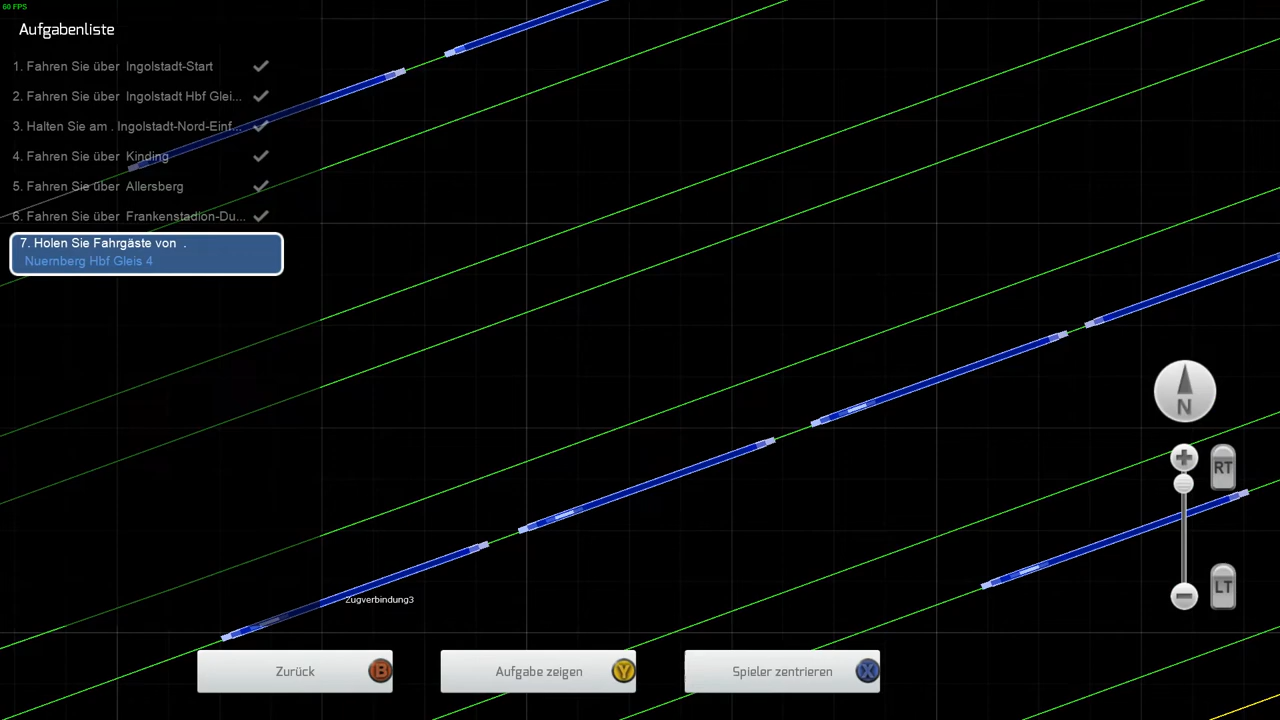 60 FPS
Aufgabenliste
1. Fahren Sie über Ingolstadt-Start
2. Fahren Sie über Ingolstadt Hbf Glei...
3. Halten Sie am . Ingolstadt-Nord-Einf...
4. Fahren Sie über Kinding
5. Fahren Sie über Allersberg
6. Fahren Sie über Frankenstadion-Du...
7. Holen Sie Fahrgäste von .
Nuernberg Hbf Gleis 4
N
RT
LT
Zugverbindung3
Zurück B
Aufgabe zeigen Y
Spieler zentrieren X